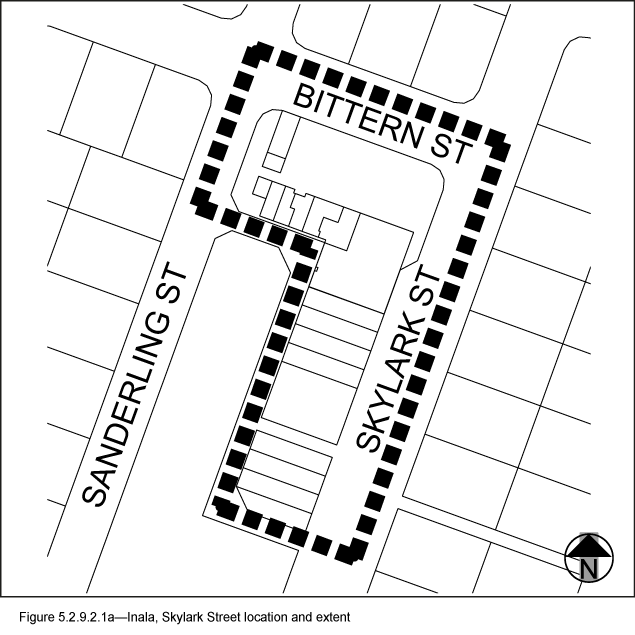 BITTERN ST
SANDERLING ST
SKYLARK ST
N
Figure 5.2.9.2.1a—Inala, Skylark Street location and extent